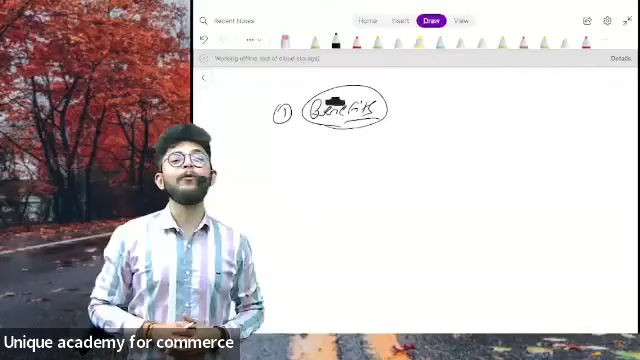 Recent Notes
Home Insert Draw View
Working offline (out of cloud storage)
Details
① Benefits
Unique academy for commerce